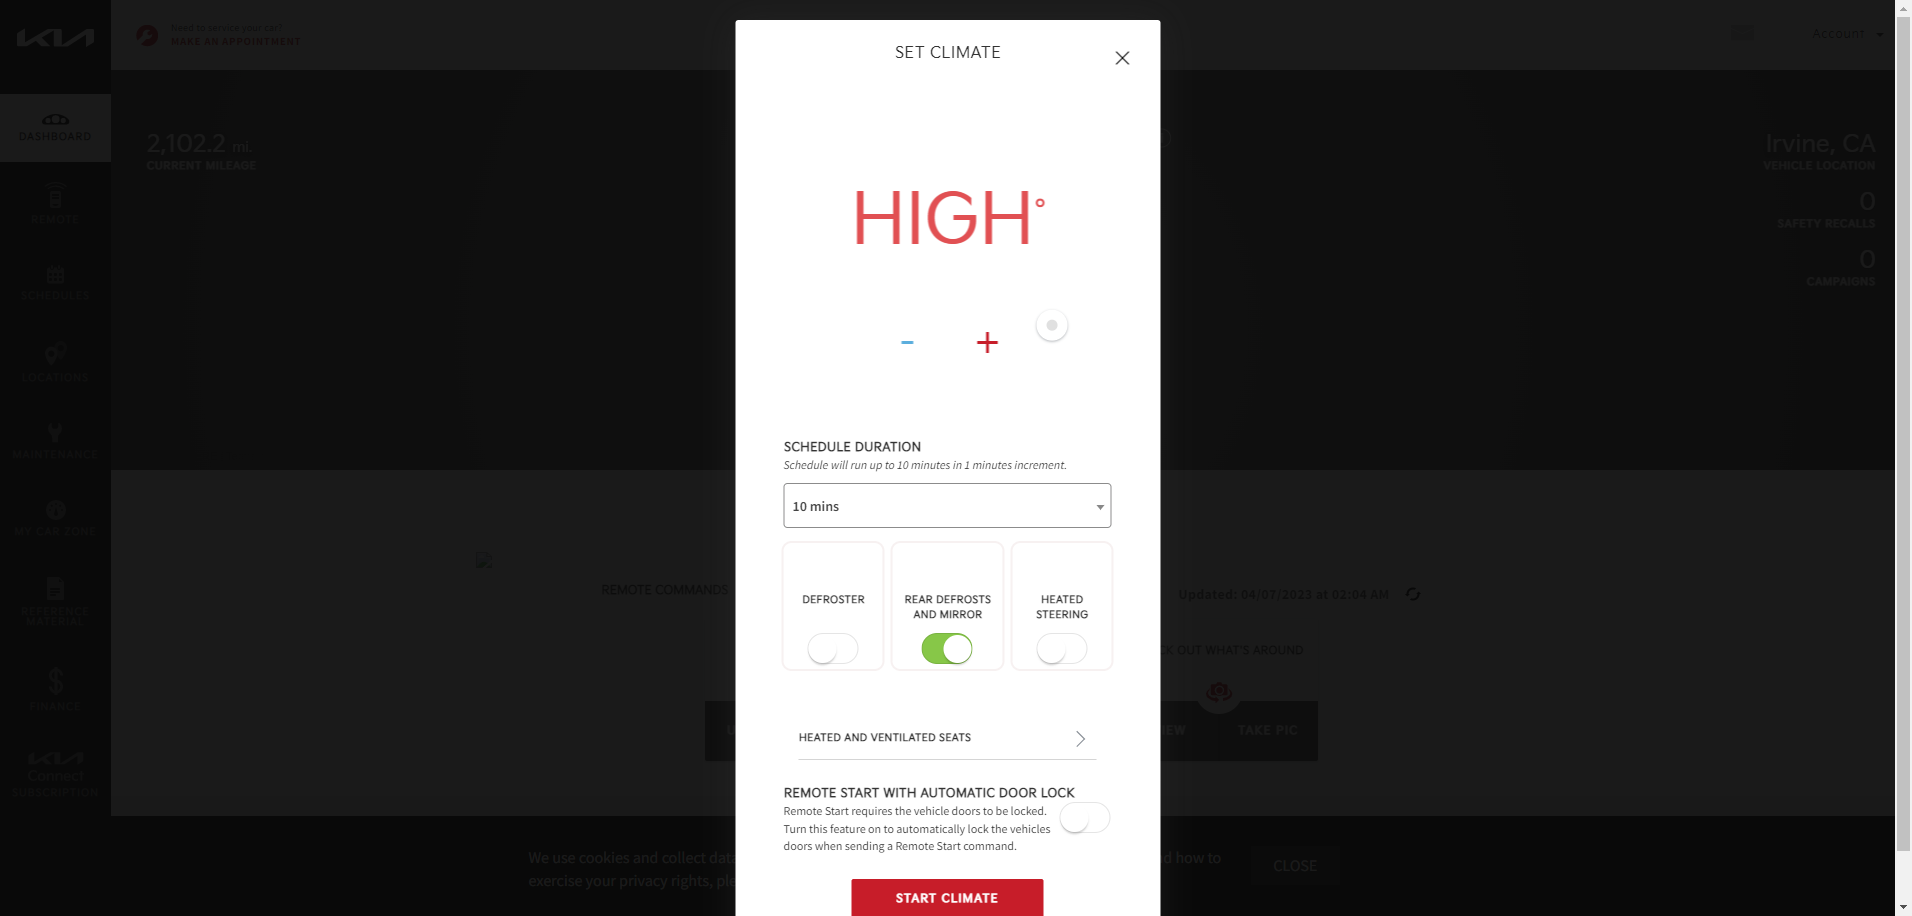 KIA
Need to service your car?
MAKE AN APPOINTMENT
Account
DASHBOARD
REMOTE
SCHEDULES
LOCATIONS
MAINTENANCE
MY CAR ZONE
REFERENCE
MATERIAL
FINANCE
KIA
Connect
SUBSCRIPTION
2,102.2 mi.
CURRENT MILEAGE
Irvine, CA
VEHICLE LOCATION
0
SAFETY RECALLS
0
CAMPAIGNS
SET CLIMATE
HIGH°
- +
SCHEDULE DURATION
Schedule will run up to 10 minutes in 1 minutes increment.
10 mins
DEFROSTER
REAR DEFROSTS
AND MIRROR
HEATED
STEERING
HEATED AND VENTILATED SEATS
REMOTE START WITH AUTOMATIC DOOR LOCK
Remote Start requires the vehicle doors to be locked.
Turn this feature on to automatically lock the vehicles
doors when sending a Remote Start command.
START CLIMATE
REMOTE COMMANDS
Updated: 04/07/2023 at 02:04 AM
CK OUT WHAT'S AROUND
TAKE PIC
We use cookies and collect dat
d how to
exercise your privacy rights, ple
CLOSE